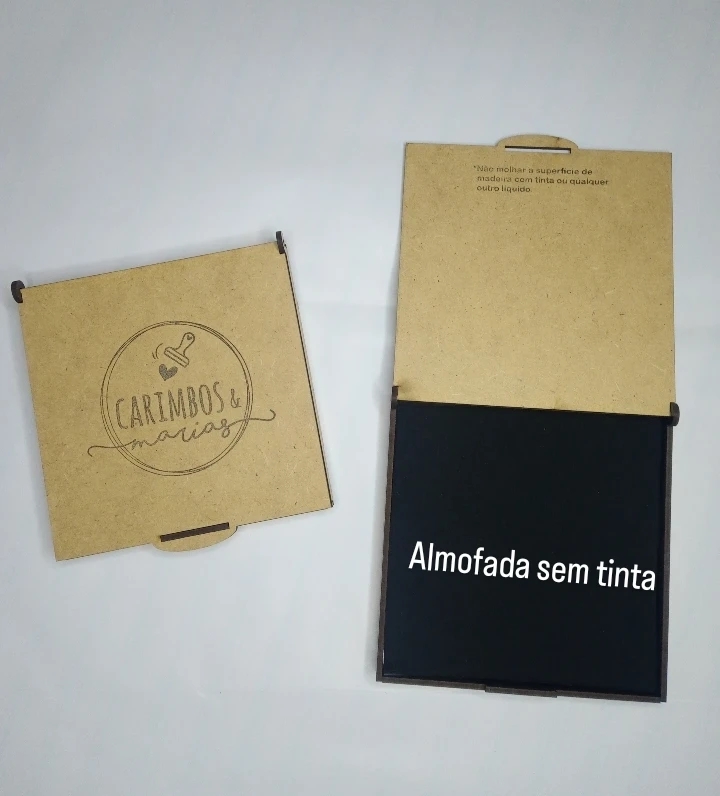 CARIMBOS &
marias
*Não molhar a superfície de
madeira com tinta ou qualquer
outro líquido.
Almofada sem tinta